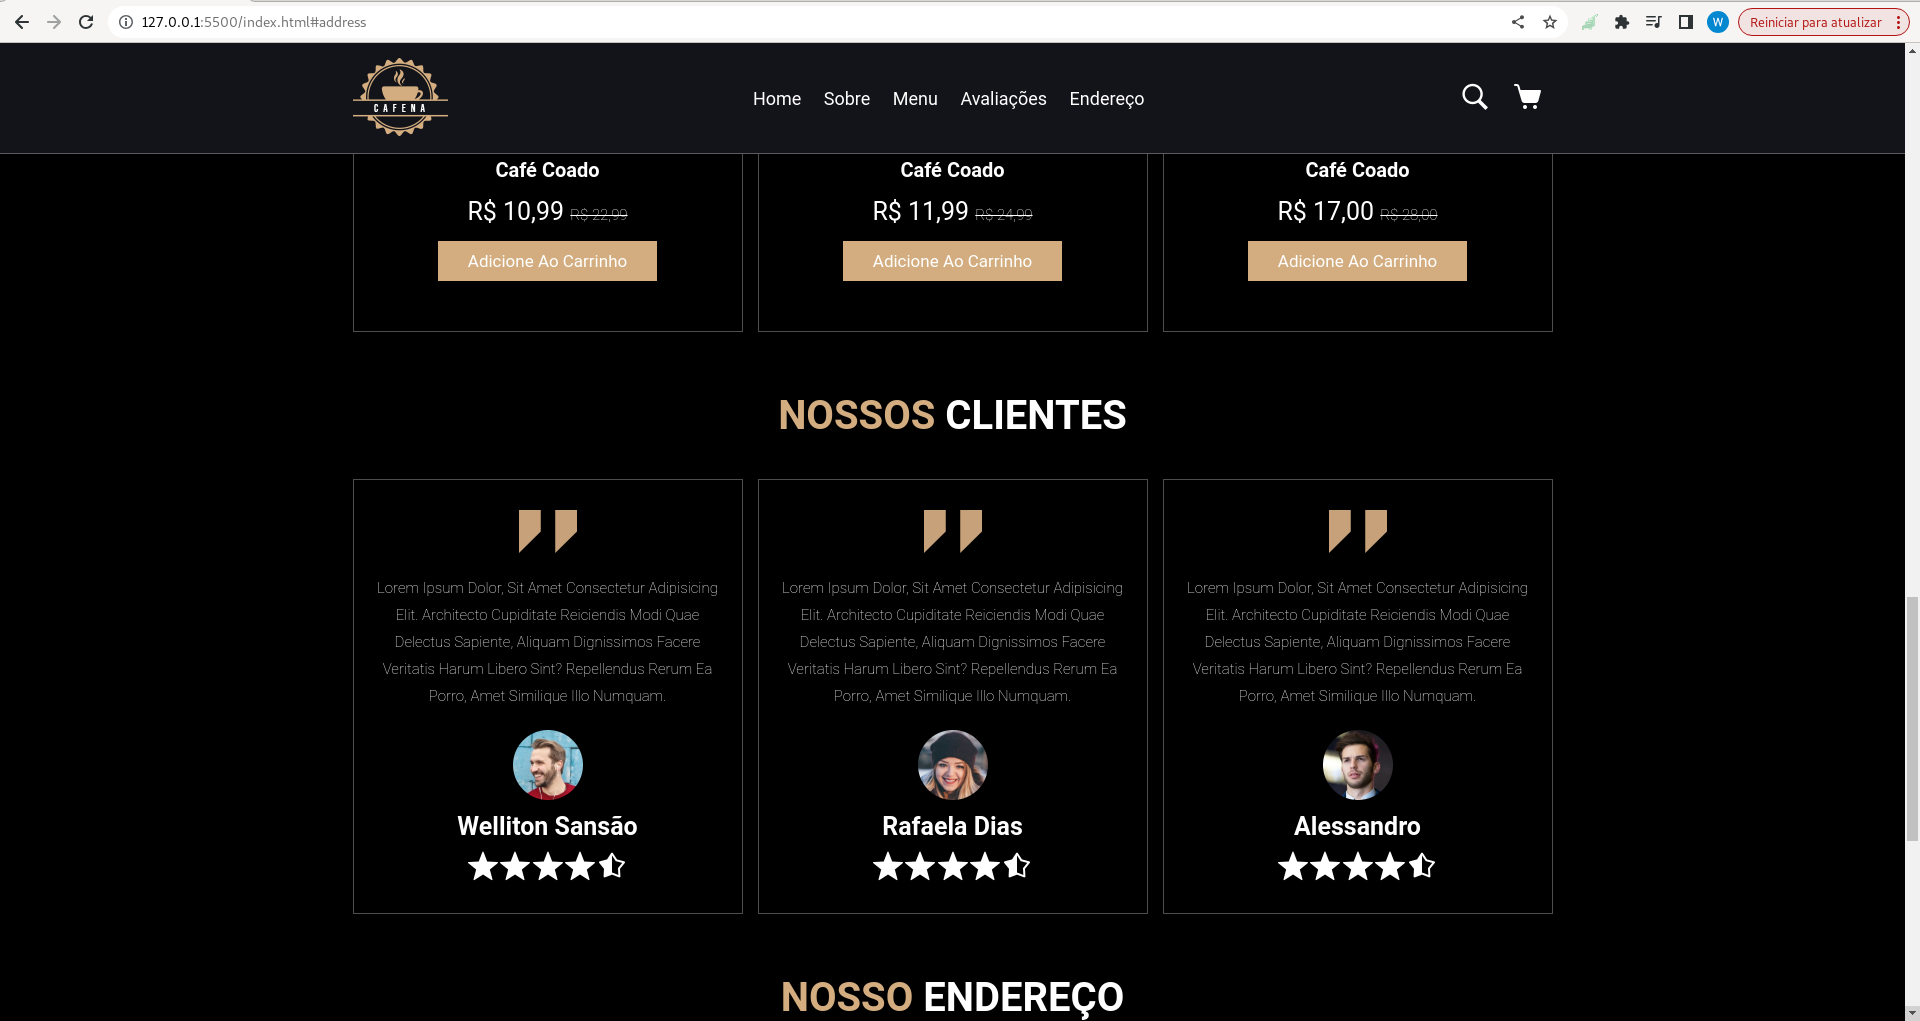 127.0.0.1:5500/index.html#address
W
Reiniciar para atualizar
CAFENA
Home Sobre Menu Avaliações Endereço
Café Coado
R$ 10,99 R$ 22,99
Adicione Ao Carrinho
Café Coado
R$ 11,99 R$ 24,99
Adicione Ao Carrinho
Café Coado
R$ 17,00 R$ 28,00
Adicione Ao Carrinho
NOSSOS CLIENTES
Lorem Ipsum Dolor, Sit Amet Consectetur Adipisicing
Elit. Architecto Cupiditate Reiciendis Modi Quae
Delectus Sapiente, Aliquam Dignissimos Facere
Veritatis Harum Libero Sint? Repellendus Rerum Ea
Porro, Amet Similique Illo Numquam.
Welliton Sansão
Lorem Ipsum Dolor, Sit Amet Consectetur Adipisicing
Elit. Architecto Cupiditate Reiciendis Modi Quae
Delectus Sapiente, Aliquam Dignissimos Facere
Veritatis Harum Libero Sint? Repellendus Rerum Ea
Porro, Amet Similique Illo Numquam.
Rafaela Dias
Lorem Ipsum Dolor, Sit Amet Consectetur Adipisicing
Elit. Architecto Cupiditate Reiciendis Modi Quae
Delectus Sapiente, Aliquam Dignissimos Facere
Veritatis Harum Libero Sint? Repellendus Rerum Ea
Porro, Amet Similique Illo Numquam.
Alessandro
NOSSO ENDEREÇO